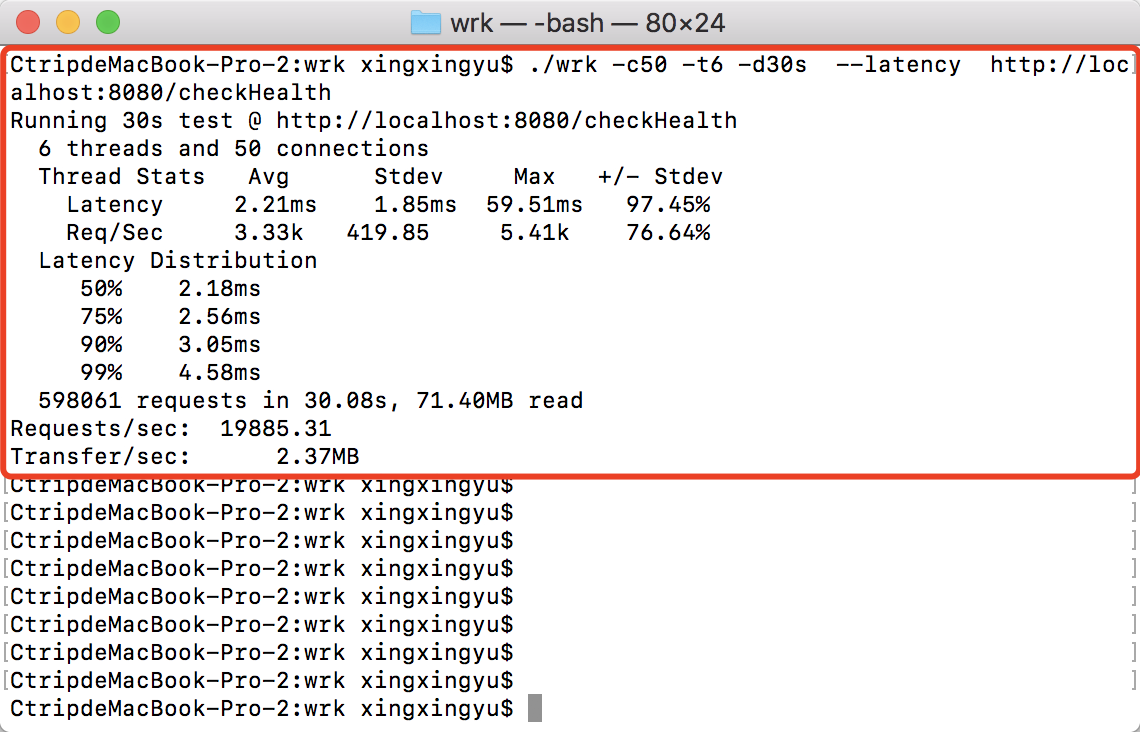 wrk — -bash — 80×24
[CtripdeMacBook-Pro-2:wrk xingxingyu$ ./wrk -c50 -t6 -d30s  --latency  http://loc]
alhost:8080/checkHealth
Running 30s test @ http://localhost:8080/checkHealth
  6 threads and 50 connections
  Thread Stats   Avg      Stdev     Max   +/- Stdev
    Latency     2.21ms    1.85ms  59.51ms   97.45%
    Req/Sec     3.33k   419.85     5.41k    76.64%
  Latency Distribution
     50%    2.18ms
     75%    2.56ms
     90%    3.05ms
     99%    4.58ms
  598061 requests in 30.08s, 71.40MB read
Requests/sec:  19885.31
Transfer/sec:      2.37MB
[CtripdeMacBook-Pro-2:wrk xingxingyu$ ]
[CtripdeMacBook-Pro-2:wrk xingxingyu$ ]
[CtripdeMacBook-Pro-2:wrk xingxingyu$ ]
[CtripdeMacBook-Pro-2:wrk xingxingyu$ ]
[CtripdeMacBook-Pro-2:wrk xingxingyu$ ]
[CtripdeMacBook-Pro-2:wrk xingxingyu$ ]
[CtripdeMacBook-Pro-2:wrk xingxingyu$ ]
[CtripdeMacBook-Pro-2:wrk xingxingyu$ ]
CtripdeMacBook-Pro-2:wrk xingxingyu$